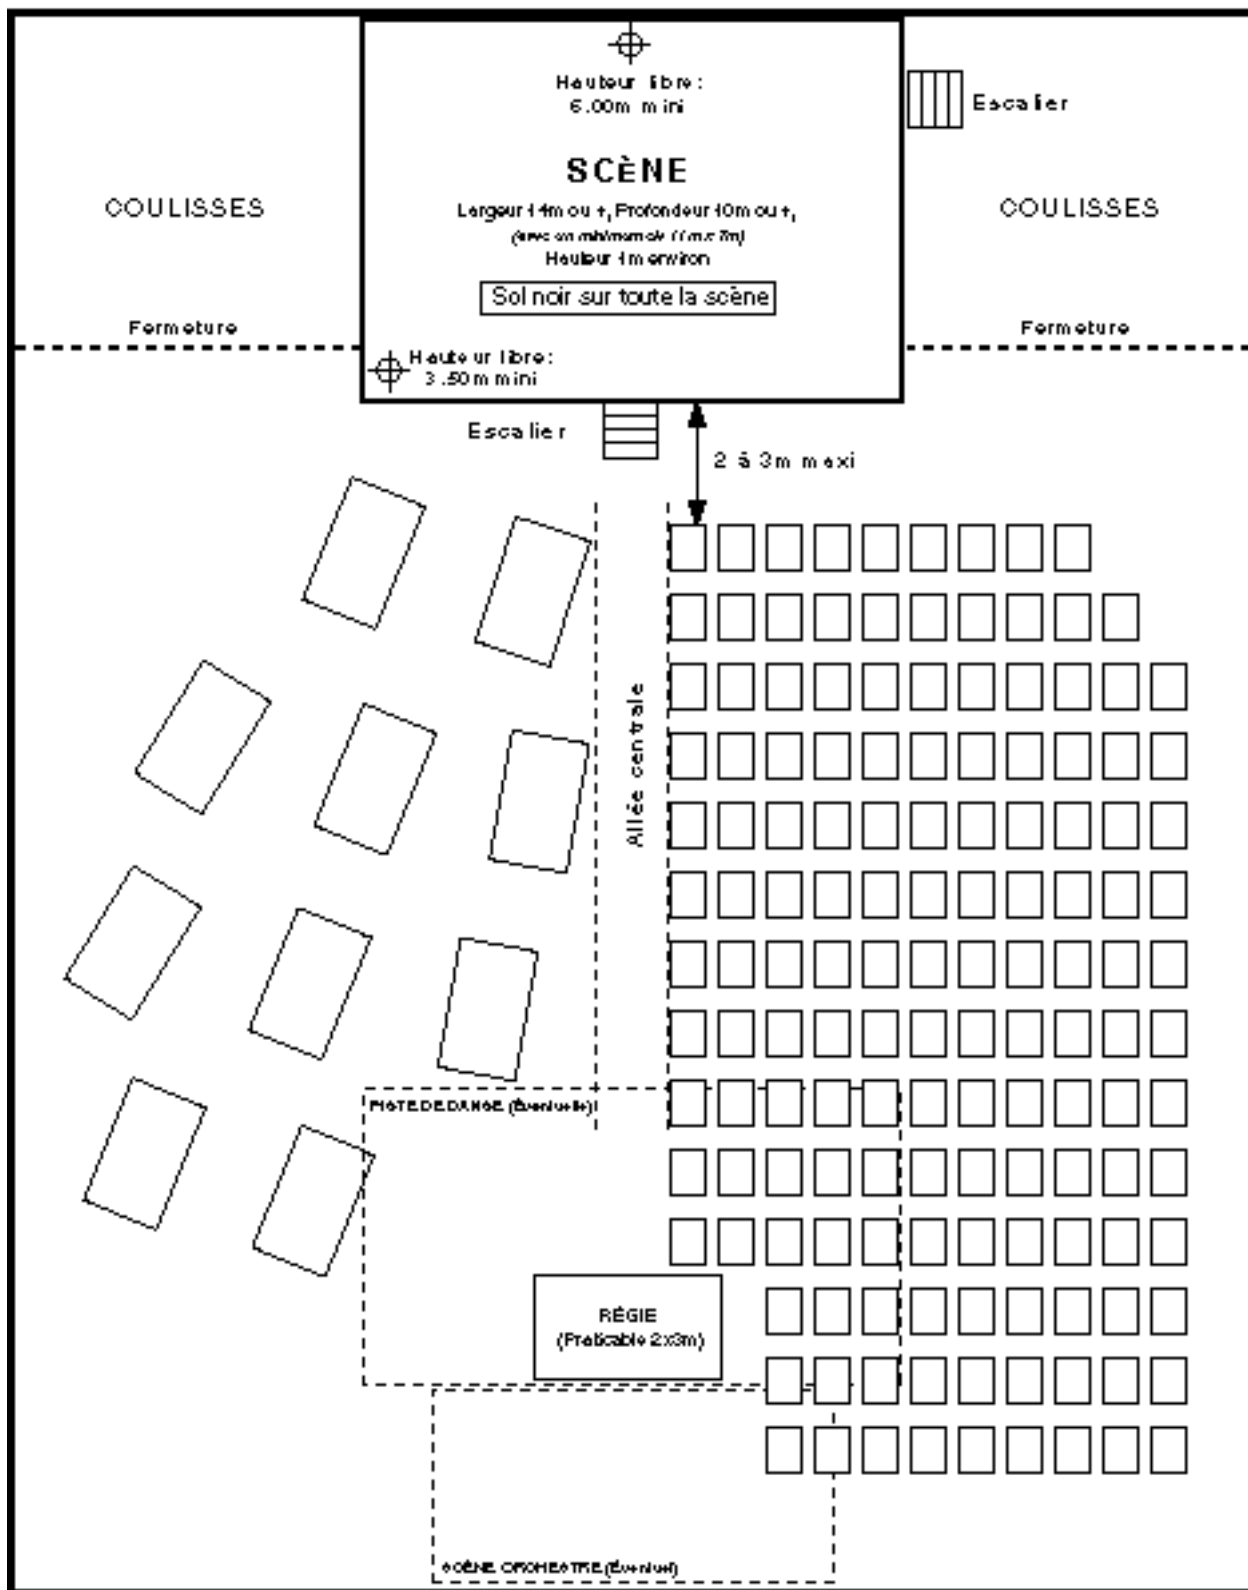 Hauteur libre:
6.00m mini
Escalier
SCÈNE
COULISSES
COULISSES
Largeur 14m ou +, Profondeur 10m ou +,
Hauteur 1m environ
Sol noir sur toute la scène
Fermeture
Fermeture
Hauteur libre:
3.50m mini
Escalier
2 à 3m maxi
Allée centrale
PISTE DE DANSE (Éventuelle)
RÉGIE
(Praticable 2x3m)
SCÈNE ORCHESTRE (Éventuel)